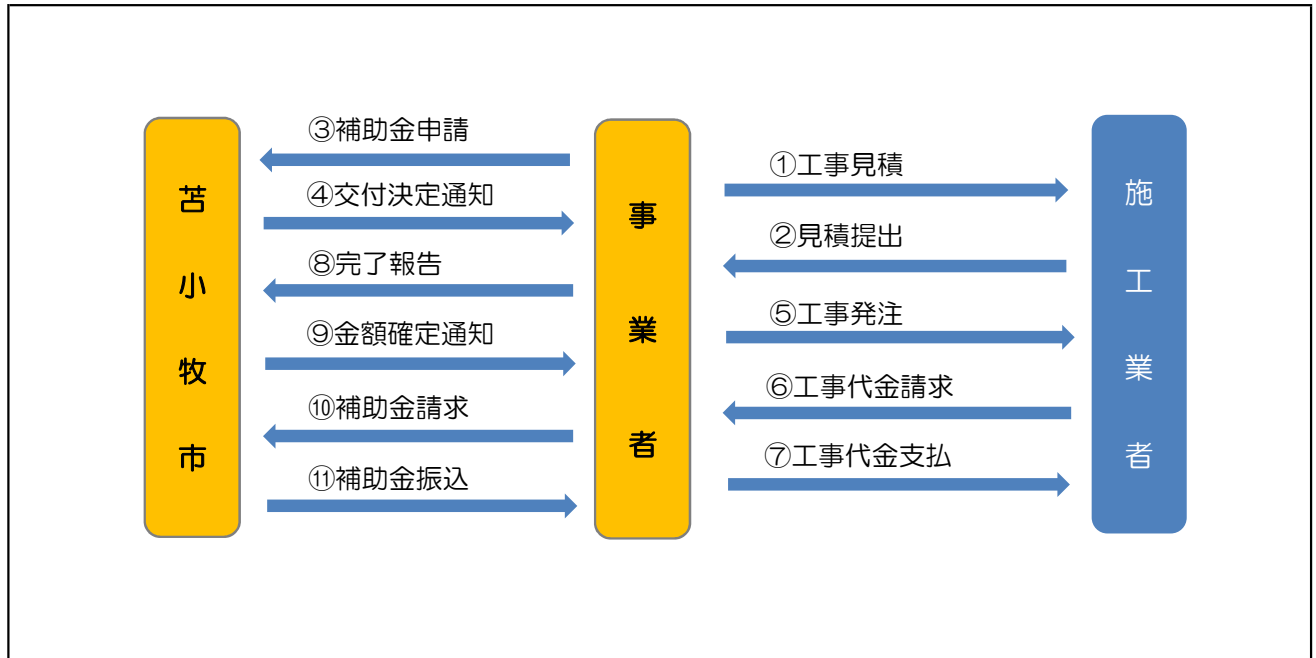 苫小牧市
③補助金申請
④交付決定通知
⑧完了報告
⑨金額確定通知
⑩補助金請求
⑪補助金振込
事業者
①工事見積
②見積提出
⑤工事発注
⑥工事代金請求
⑦工事代金支払
施工業者